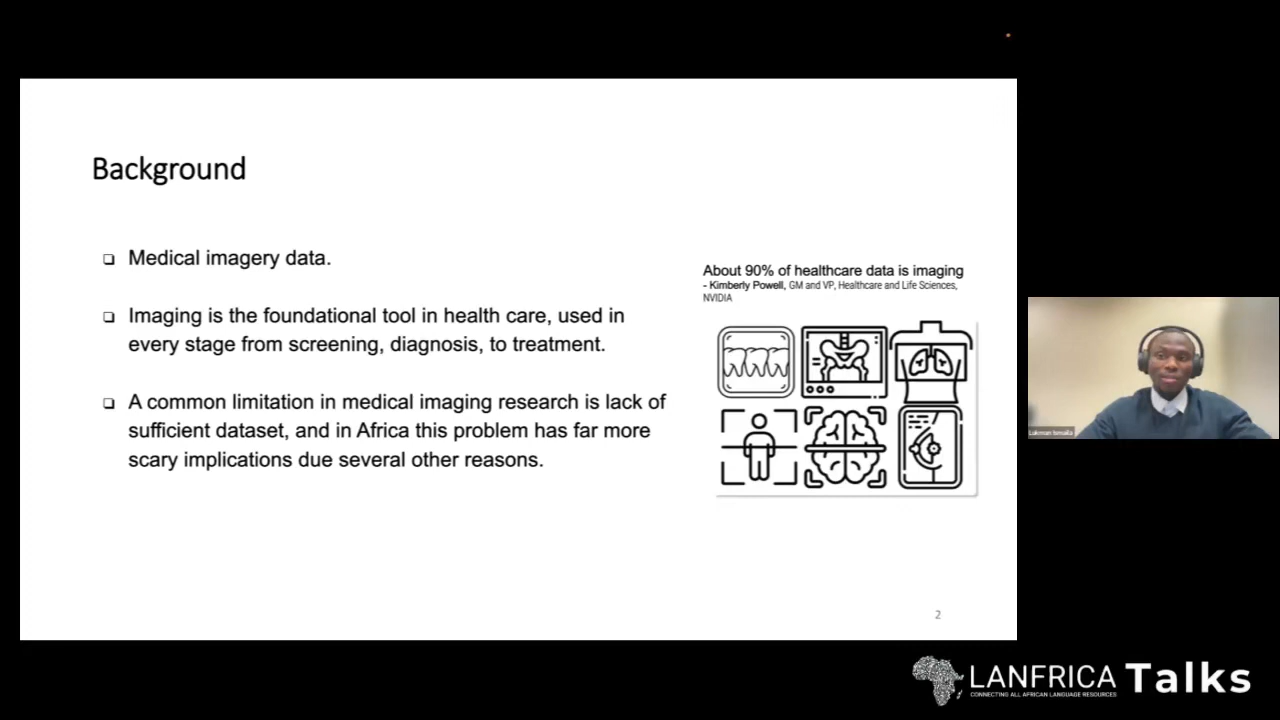 Background
Medical imagery data.
Imaging is the foundational tool in health care, used in
every stage from screening, diagnosis, to treatment.
A common limitation in medical imaging research is lack of
sufficient dataset, and in Africa this problem has far more
scary implications due several other reasons.
About 90% of healthcare data is imaging
- Kimberly Powell, GM and VP, Healthcare and Life Sciences,
NVIDIA
2
Lukman Ismaila
LANFRICA Talks
CONNECTING ALL AFRICAN LANGUAGE RESOURCES